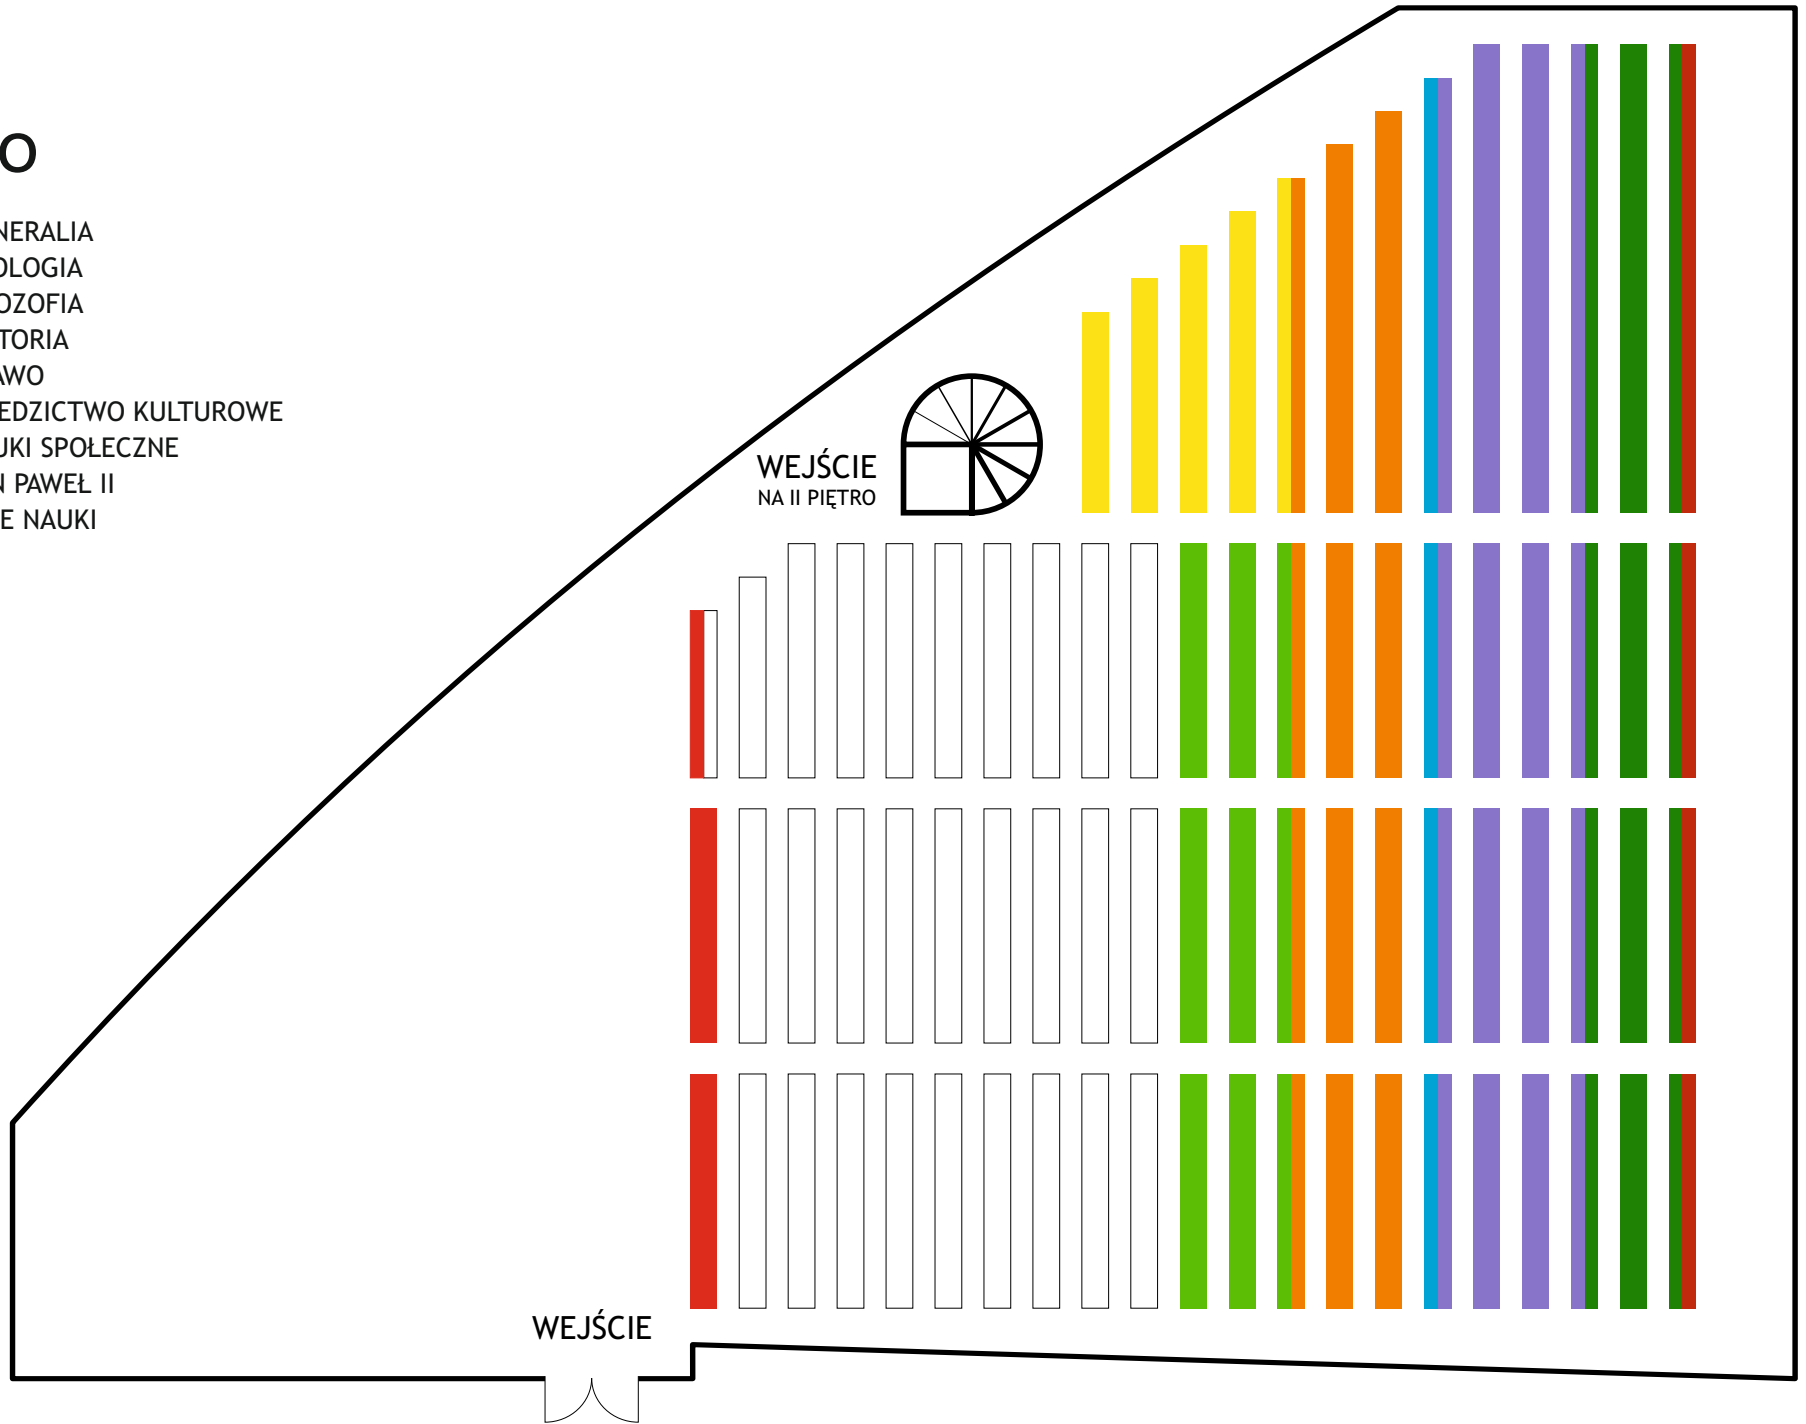 O
NERALIA
OLOGIA
OZOFIA
TORIA
AWO
EDZICTWO KULTUROWE
UKI SPOŁECZNE
N PAWEŁ II
E NAUKI
WEJŚCIE
NA II PIĘTRO
WEJŚCIE